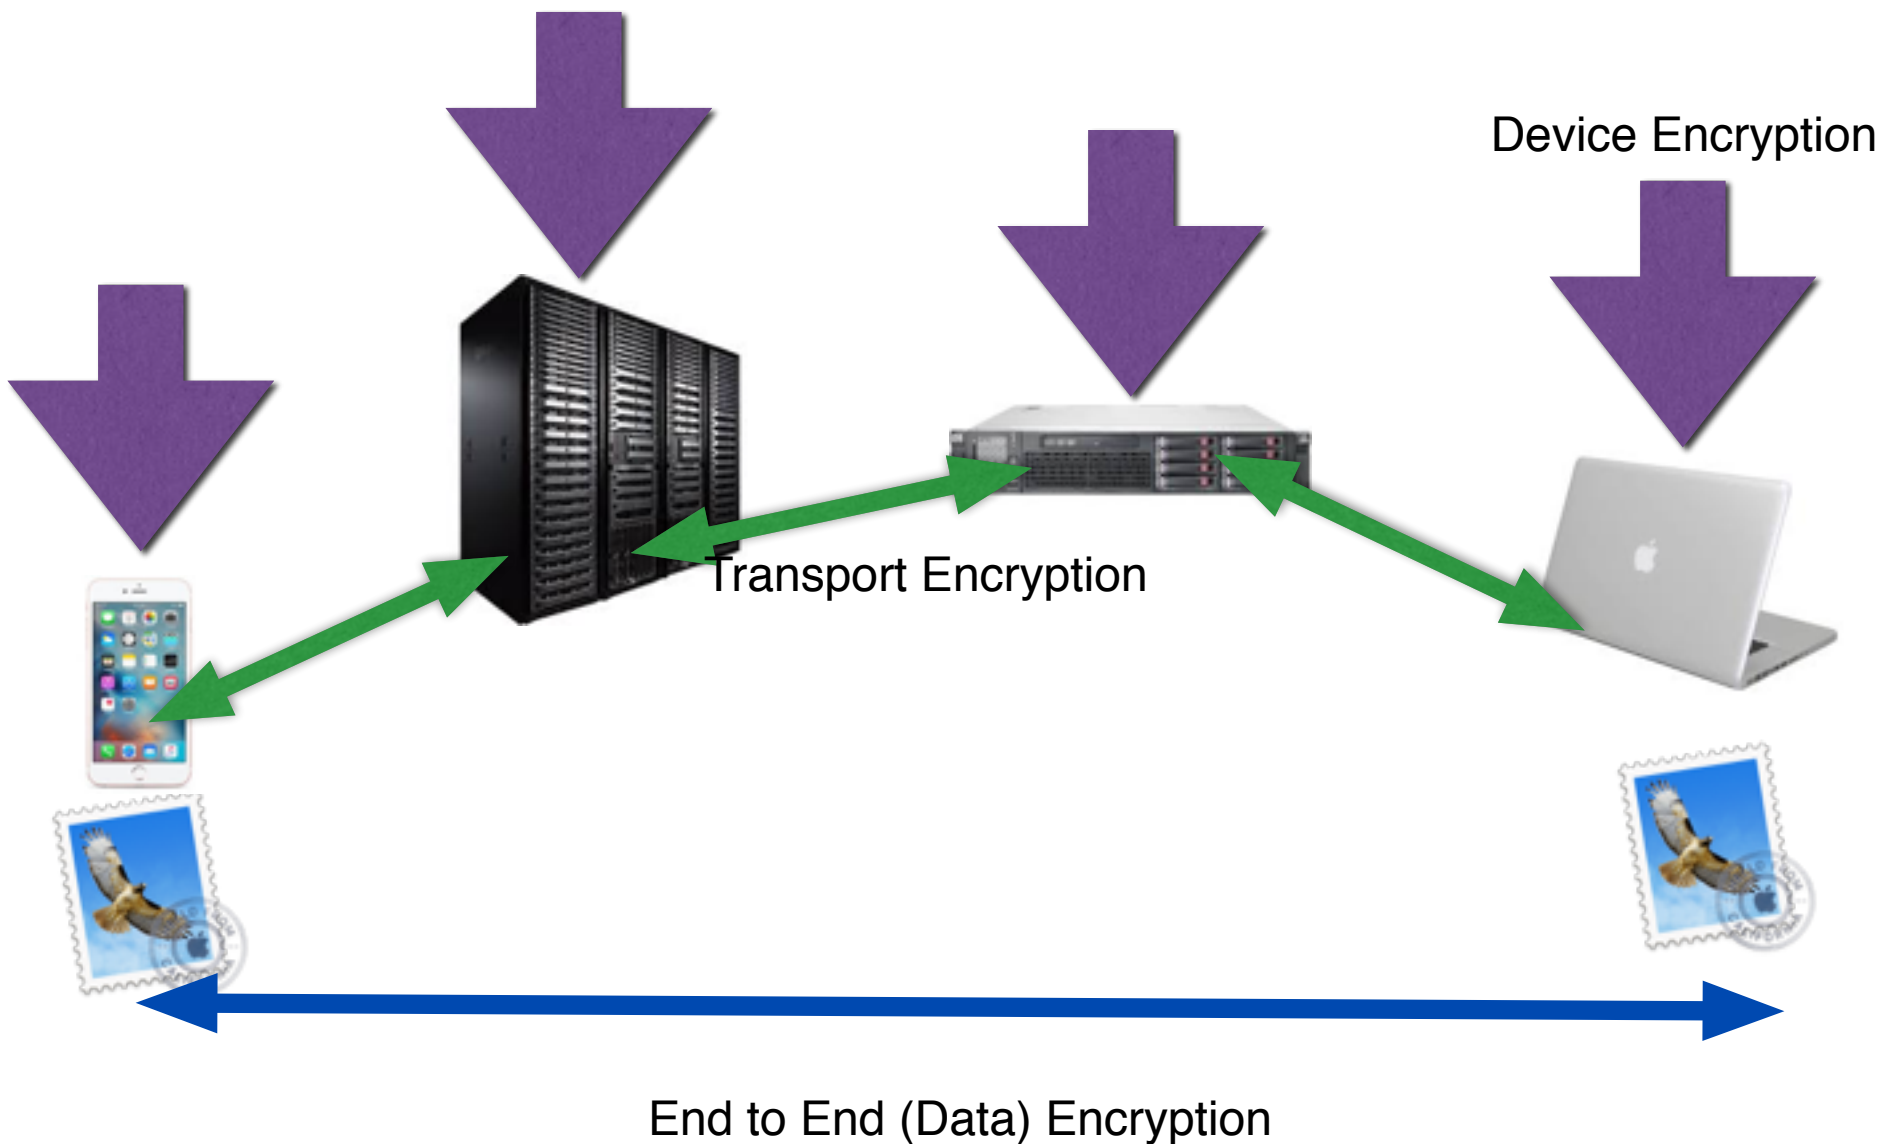 Device Encryption
Transport Encryption
End to End (Data) Encryption